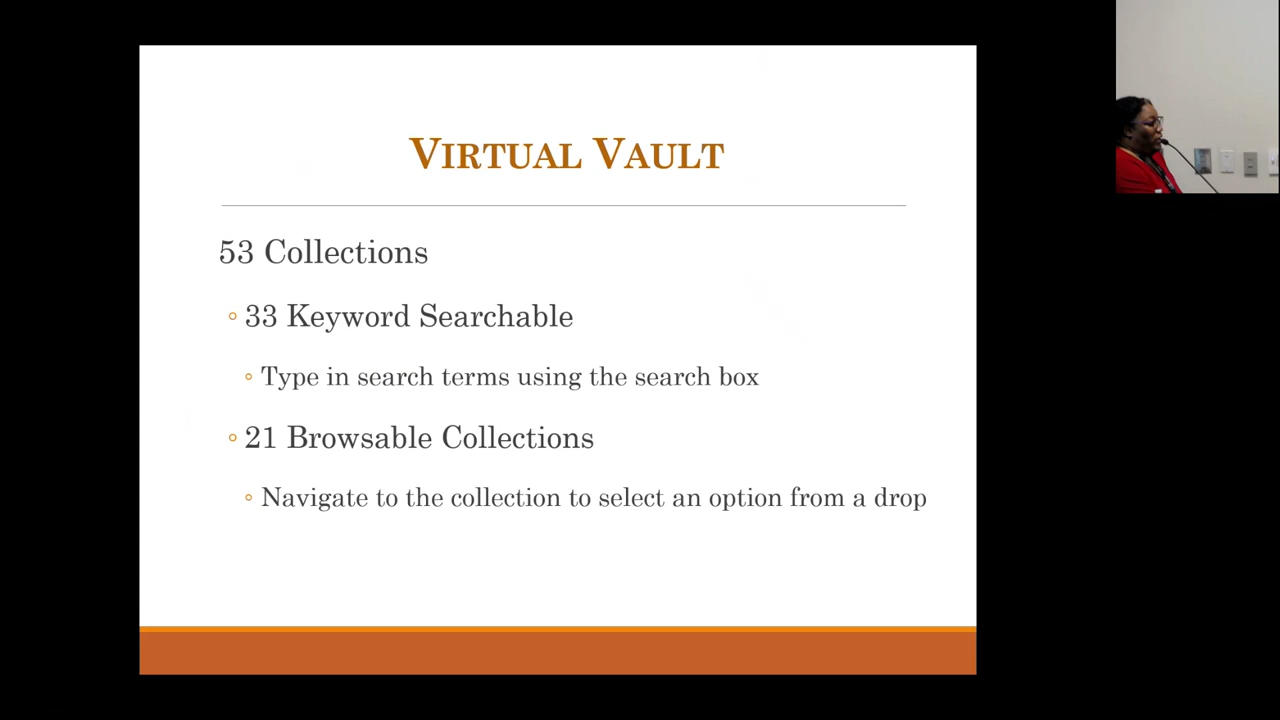 VIRTUAL VAULT
53 Collections
◦ 33 Keyword Searchable
◦ Type in search terms using the search box
◦ 21 Browsable Collections
◦ Navigate to the collection to select an option from a drop